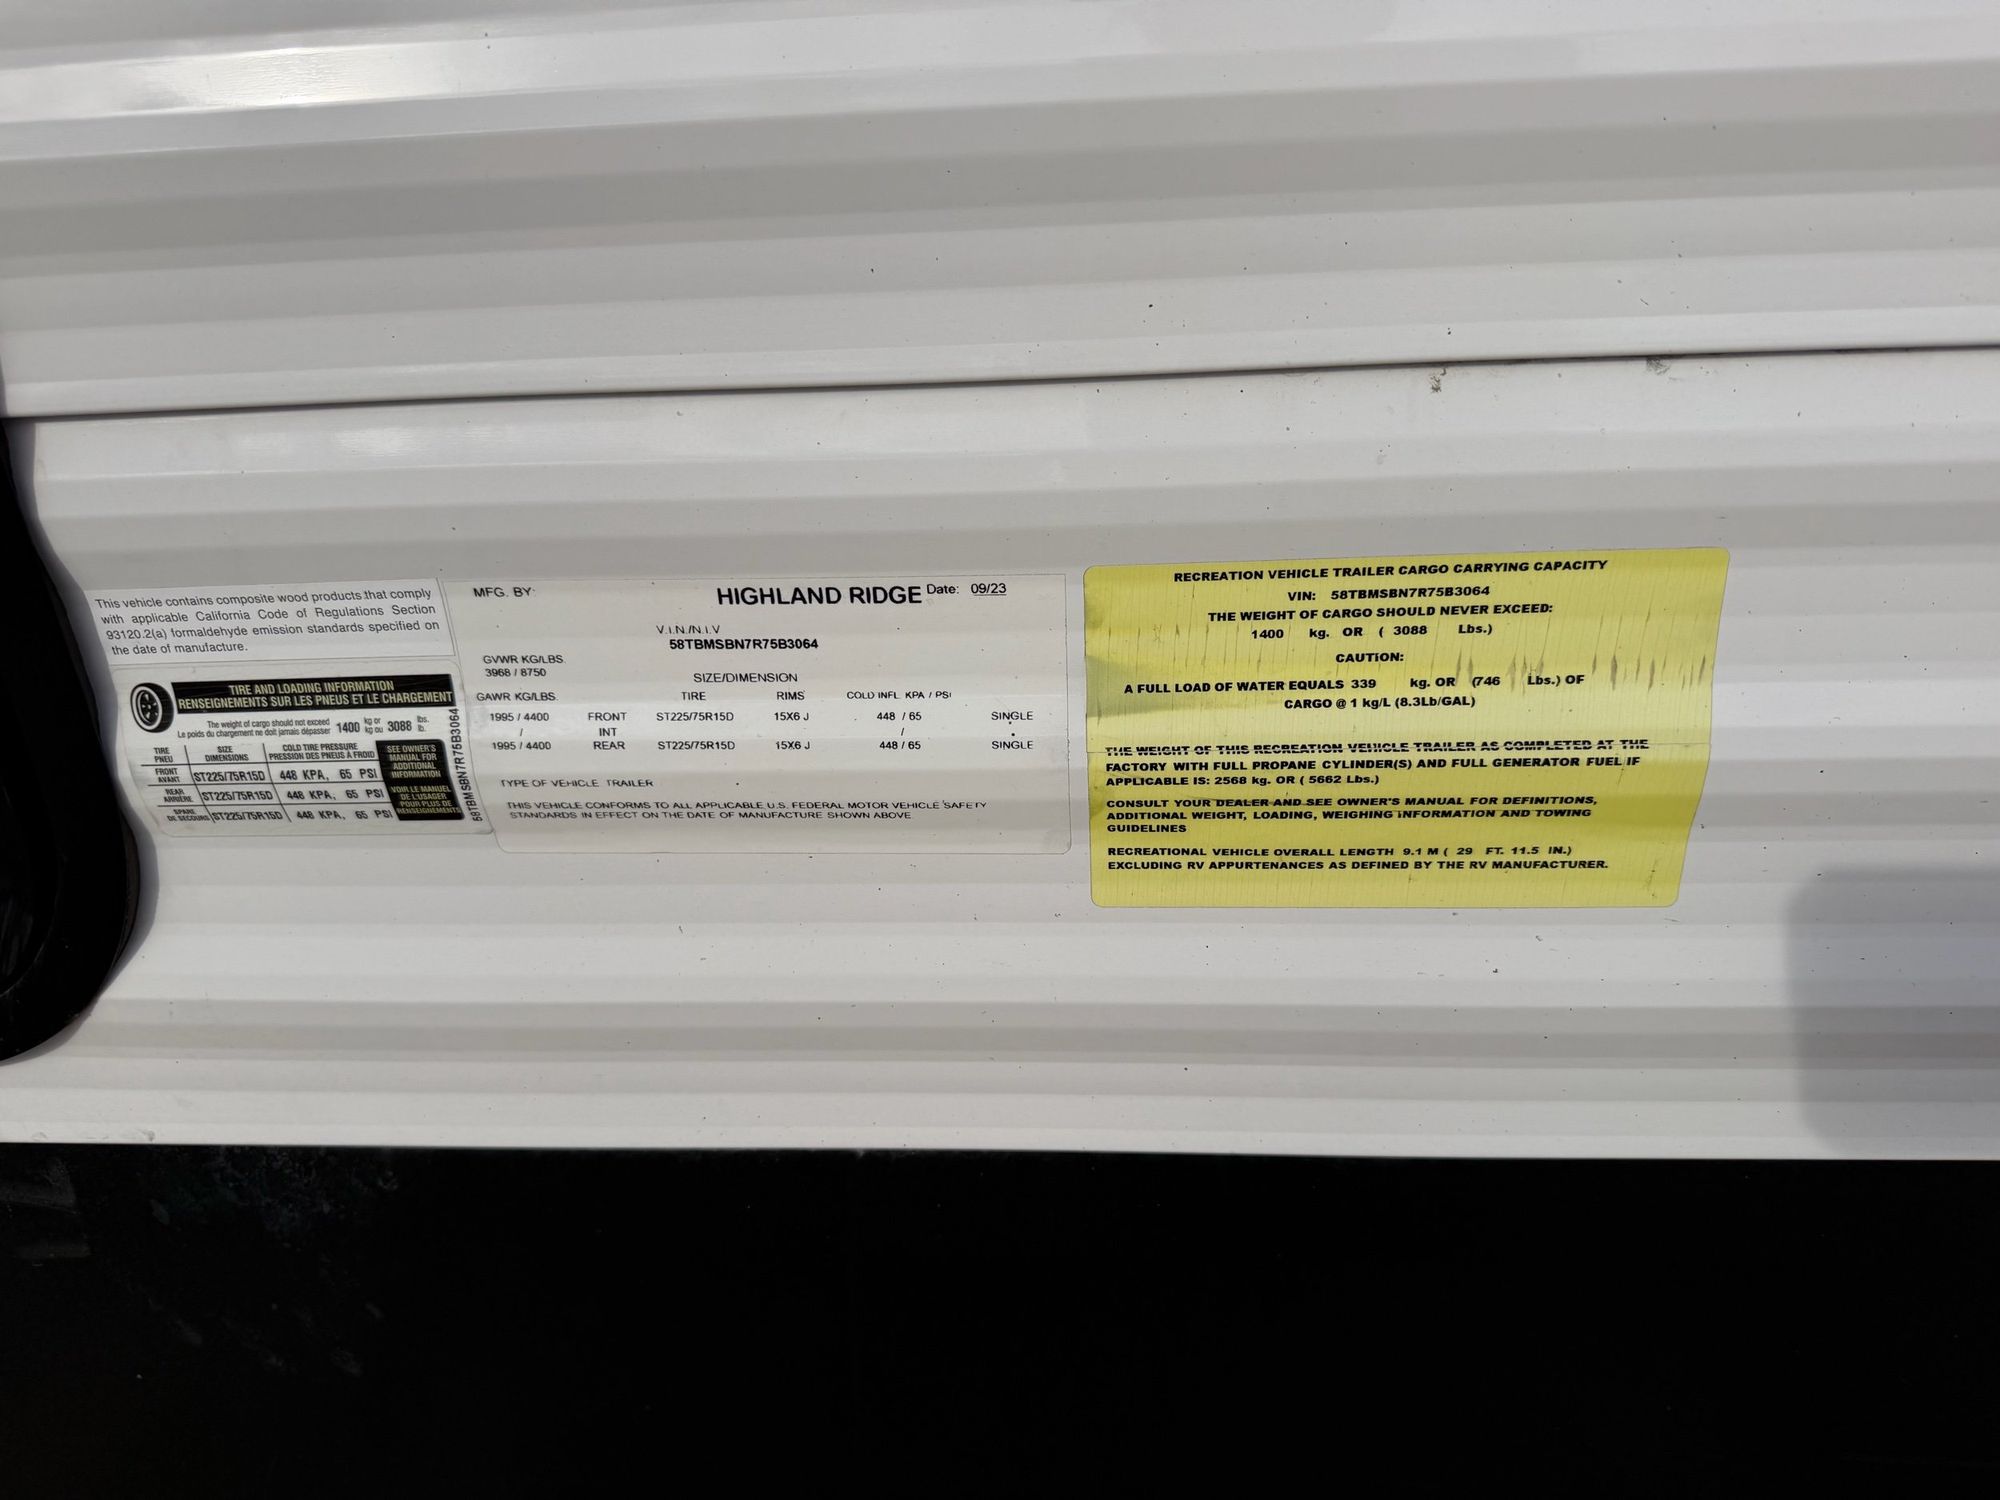 This vehicle contains composite wood products that comply
with applicable California Code of Regulations Section
93120.2(a) formaldehyde emission standards specified on
the date of manufacture.
TIRE AND LOADING INFORMATION
RENSEIGNEMENTS SUR LES PNEUS ET LE CHARGEMENT
The weight of cargo should not exceed 1400 kg or 3088 lbs.
Le poids du chargement ne doit jamais dépasser kg ou lb.
TIRE PNEU SIZE DIMENSIONS COLD TIRE PRESSURE PRESSION DES PNEUS À FROID
FRONT AVANT ST225/75R15D 448 KPA, 65 PSI
REAR ARRIÈRE ST225/75R15D 448 KPA, 65 PSI
SPARE DE SECOURS ST225/75R15D 448 KPA, 65 PSI
SEE OWNER'S
MANUAL FOR
ADDITIONAL
INFORMATION
VOIR LE MANUEL
DE L'USAGER
POUR PLUS DE
RENSEIGNEMENTS
58TBMSBN7R75B3064
MFG. BY: HIGHLAND RIDGE Date: 09/23
V.I.N./N.I.V
58TBMSBN7R75B3064
GVWR KG/LBS
3968 / 8750
SIZE/DIMENSION
GAWR KG/LBS. TIRE RIMS COLD INFL. KPA / PSI
1995 / 4400 FRONT ST225/75R15D 15X6 J 448 / 65 SINGLE
/ INT /
1995 / 4400 REAR ST225/75R15D 15X6 J 448 / 65 SINGLE
TYPE OF VEHICLE TRAILER
THIS VEHICLE CONFORMS TO ALL APPLICABLE U.S. FEDERAL MOTOR VEHICLE SAFETY
STANDARDS IN EFFECT ON THE DATE OF MANUFACTURE SHOWN ABOVE.
RECREATION VEHICLE TRAILER CARGO CARRYING CAPACITY
VIN: 58TBMSBN7R75B3064
THE WEIGHT OF CARGO SHOULD NEVER EXCEED:
1400 kg. OR ( 3088 Lbs.)
CAUTION:
A FULL LOAD OF WATER EQUALS 339 kg. OR (746 Lbs.) OF
CARGO @ 1 kg/L (8.3Lb/GAL)
THE WEIGHT OF THIS RECREATION VEHICLE TRAILER AS COMPLETED AT THE
FACTORY WITH FULL PROPANE CYLINDER(S) AND FULL GENERATOR FUEL IF
APPLICABLE IS: 2568 kg. OR ( 5662 Lbs.)
CONSULT YOUR DEALER AND SEE OWNER'S MANUAL FOR DEFINITIONS,
ADDITIONAL WEIGHT, LOADING, WEIGHING INFORMATION AND TOWING
GUIDELINES
RECREATIONAL VEHICLE OVERALL LENGTH 9.1 M ( 29 FT. 11.5 IN.)
EXCLUDING RV APPURTENANCES AS DEFINED BY THE RV MANUFACTURER.